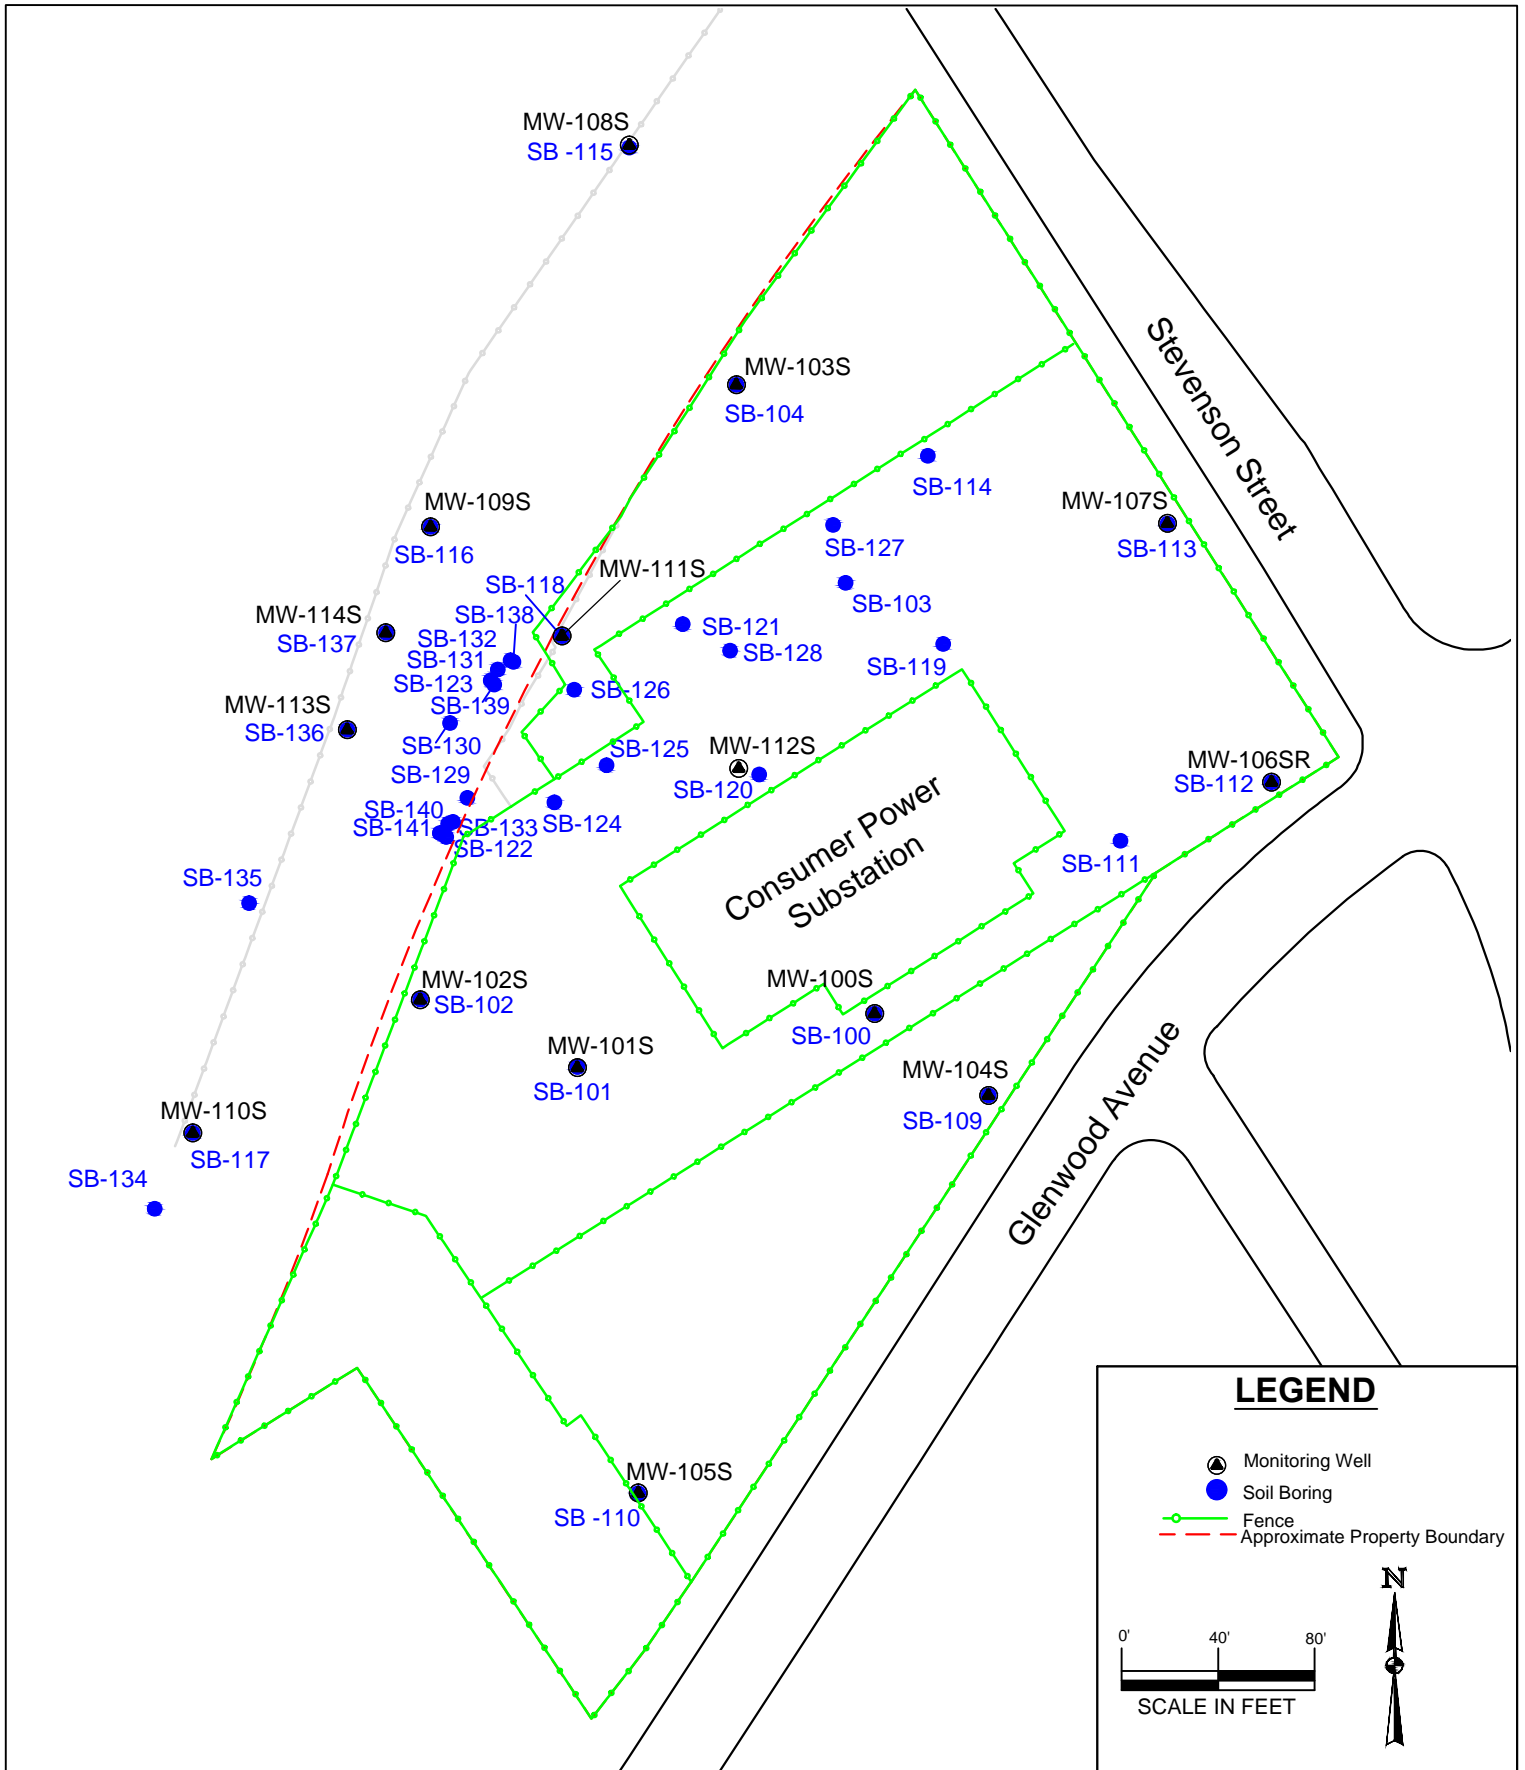 MW-108S
SB -115
Stevenson Street
MW-103S
SB-104
SB-114
MW-109S
SB-116
MW-107S
SB-113
SB-127
SB-118
MW-111S
SB-103
MW-114S
SB-137
SB-138
SB-132
SB-131
SB-123
SB-139
SB-121
SB-128
SB-119
SB-126
MW-113S
SB-136
SB-130
SB-125
MW-112S
SB-120
MW-106SR
SB-112
SB-129
SB-140
SB-141
SB-133
SB-122
SB-124
Consumer Power
Substation
SB-111
SB-135
MW-102S
SB-102
MW-100S
SB-100
MW-101S
SB-101
MW-104S
SB-109
Glenwood Avenue
MW-110S
SB-117
SB-134
MW-105S
SB -110
LEGEND
Monitoring Well
Soil Boring
Fence
Approximate Property Boundary
N
0' 40' 80'
SCALE IN FEET